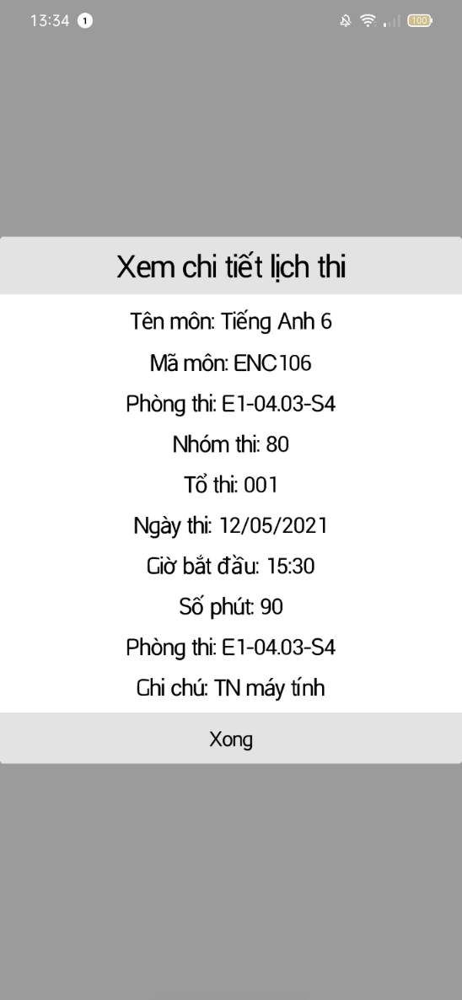 13:34 1 100
Xem chi tiết lịch thi
Tên môn: Tiếng Anh 6
Mã môn: ENC106
Phòng thi: E1-04.03-S4
Nhóm thi: 80
Tổ thi: 001
Ngày thi: 12/05/2021
Giờ bắt đầu: 15:30
Số phút: 90
Phòng thi: E1-04.03-S4
Ghi chú: TN máy tính
Xong